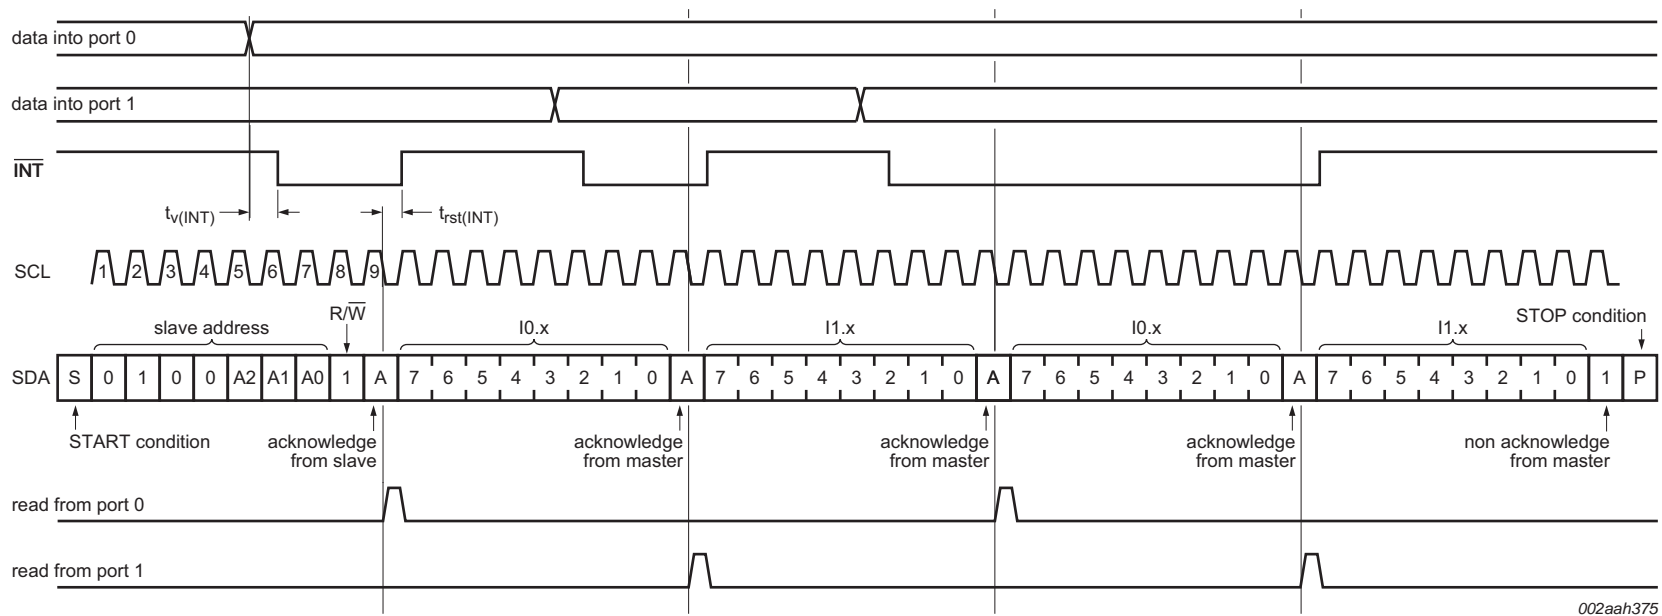 data into port 0
data into port 1
INT
tv(INT)
trst(INT)
SCL
1 2 3 4 5 6 7 8 9
R/W
slave address
I0.x
I1.x
I0.x
I1.x
STOP condition
SDA S 0 1 0 0 A2 A1 A0 1 A 7 6 5 4 3 2 1 0 A 7 6 5 4 3 2 1 0 A 7 6 5 4 3 2 1 0 A 7 6 5 4 3 2 1 0 1 P
START condition
acknowledge
from slave
acknowledge
from master
acknowledge
from master
acknowledge
from master
non acknowledge
from master
read from port 0
read from port 1
002aah375